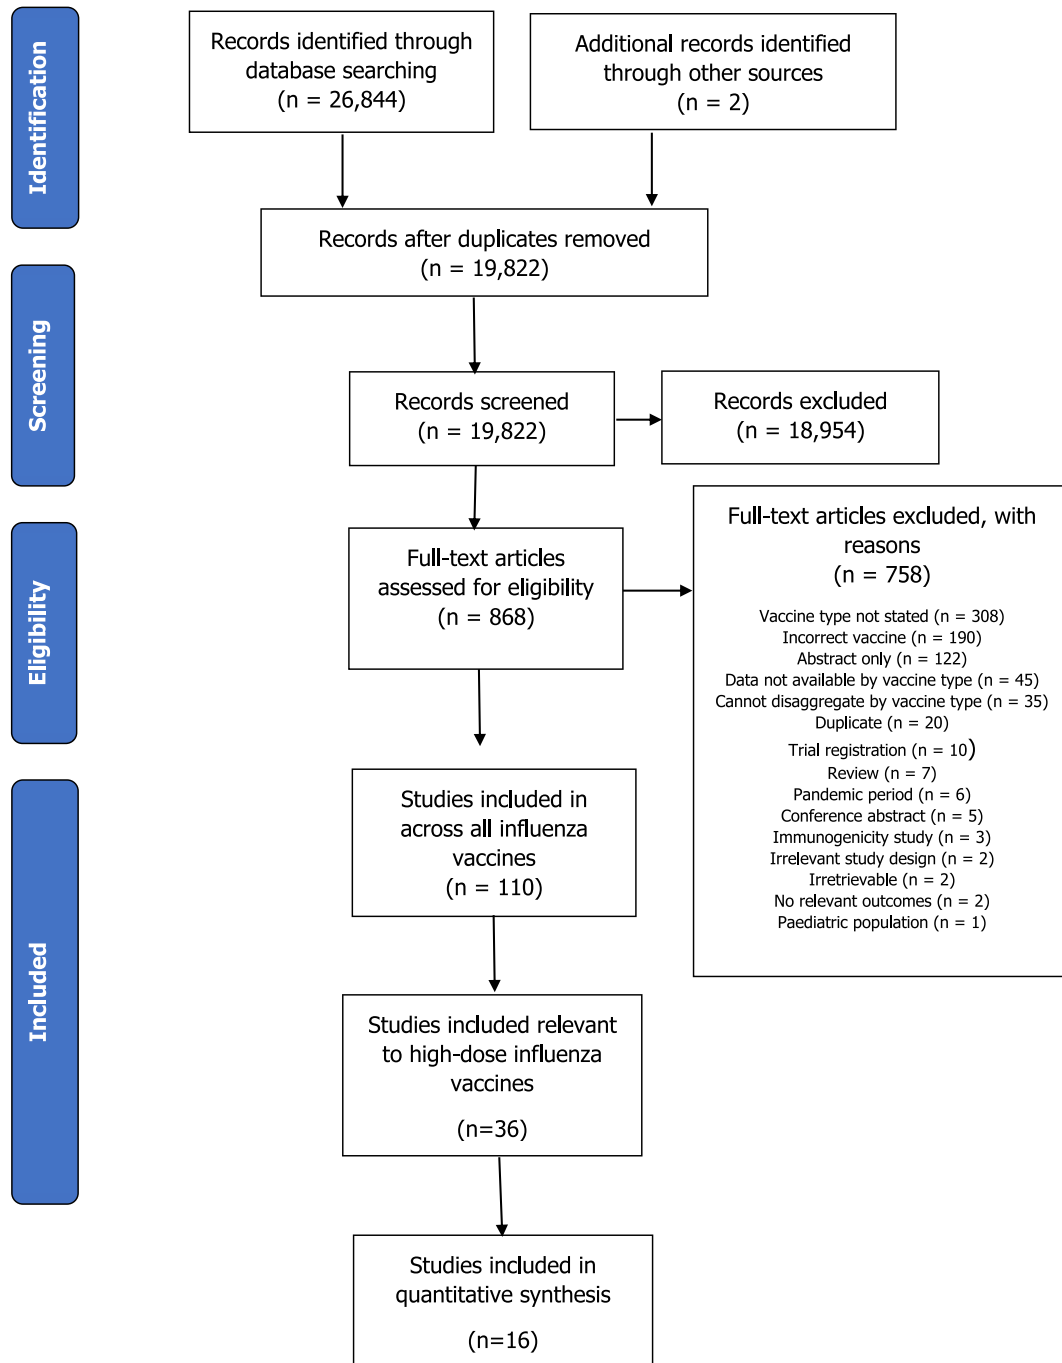 Identification
Records identified through
database searching
(n = 26,844)
Additional records identified
through other sources
(n = 2)
Records after duplicates removed
(n = 19,822)
Screening
Records screened
(n = 19,822)
Records excluded
(n = 18,954)
Eligibility
Full-text articles
assessed for eligibility
(n = 868)
Full-text articles excluded, with
reasons
(n = 758)
Vaccine type not stated (n = 308)
Incorrect vaccine (n = 190)
Abstract only (n = 122)
Data not available by vaccine type (n = 45)
Cannot disaggregate by vaccine type (n = 35)
Duplicate (n = 20)
Trial registration (n = 10)
Review (n = 7)
Pandemic period (n = 6)
Conference abstract (n = 5)
Immunogenicity study (n = 3)
Irrelevant study design (n = 2)
Irretrievable (n = 2)
No relevant outcomes (n = 2)
Paediatric population (n = 1)
Included
Studies included in
across all influenza
vaccines
(n = 110)
Studies included relevant
to high-dose influenza
vaccines
(n=36)
Studies included in
quantitative synthesis
(n=16)